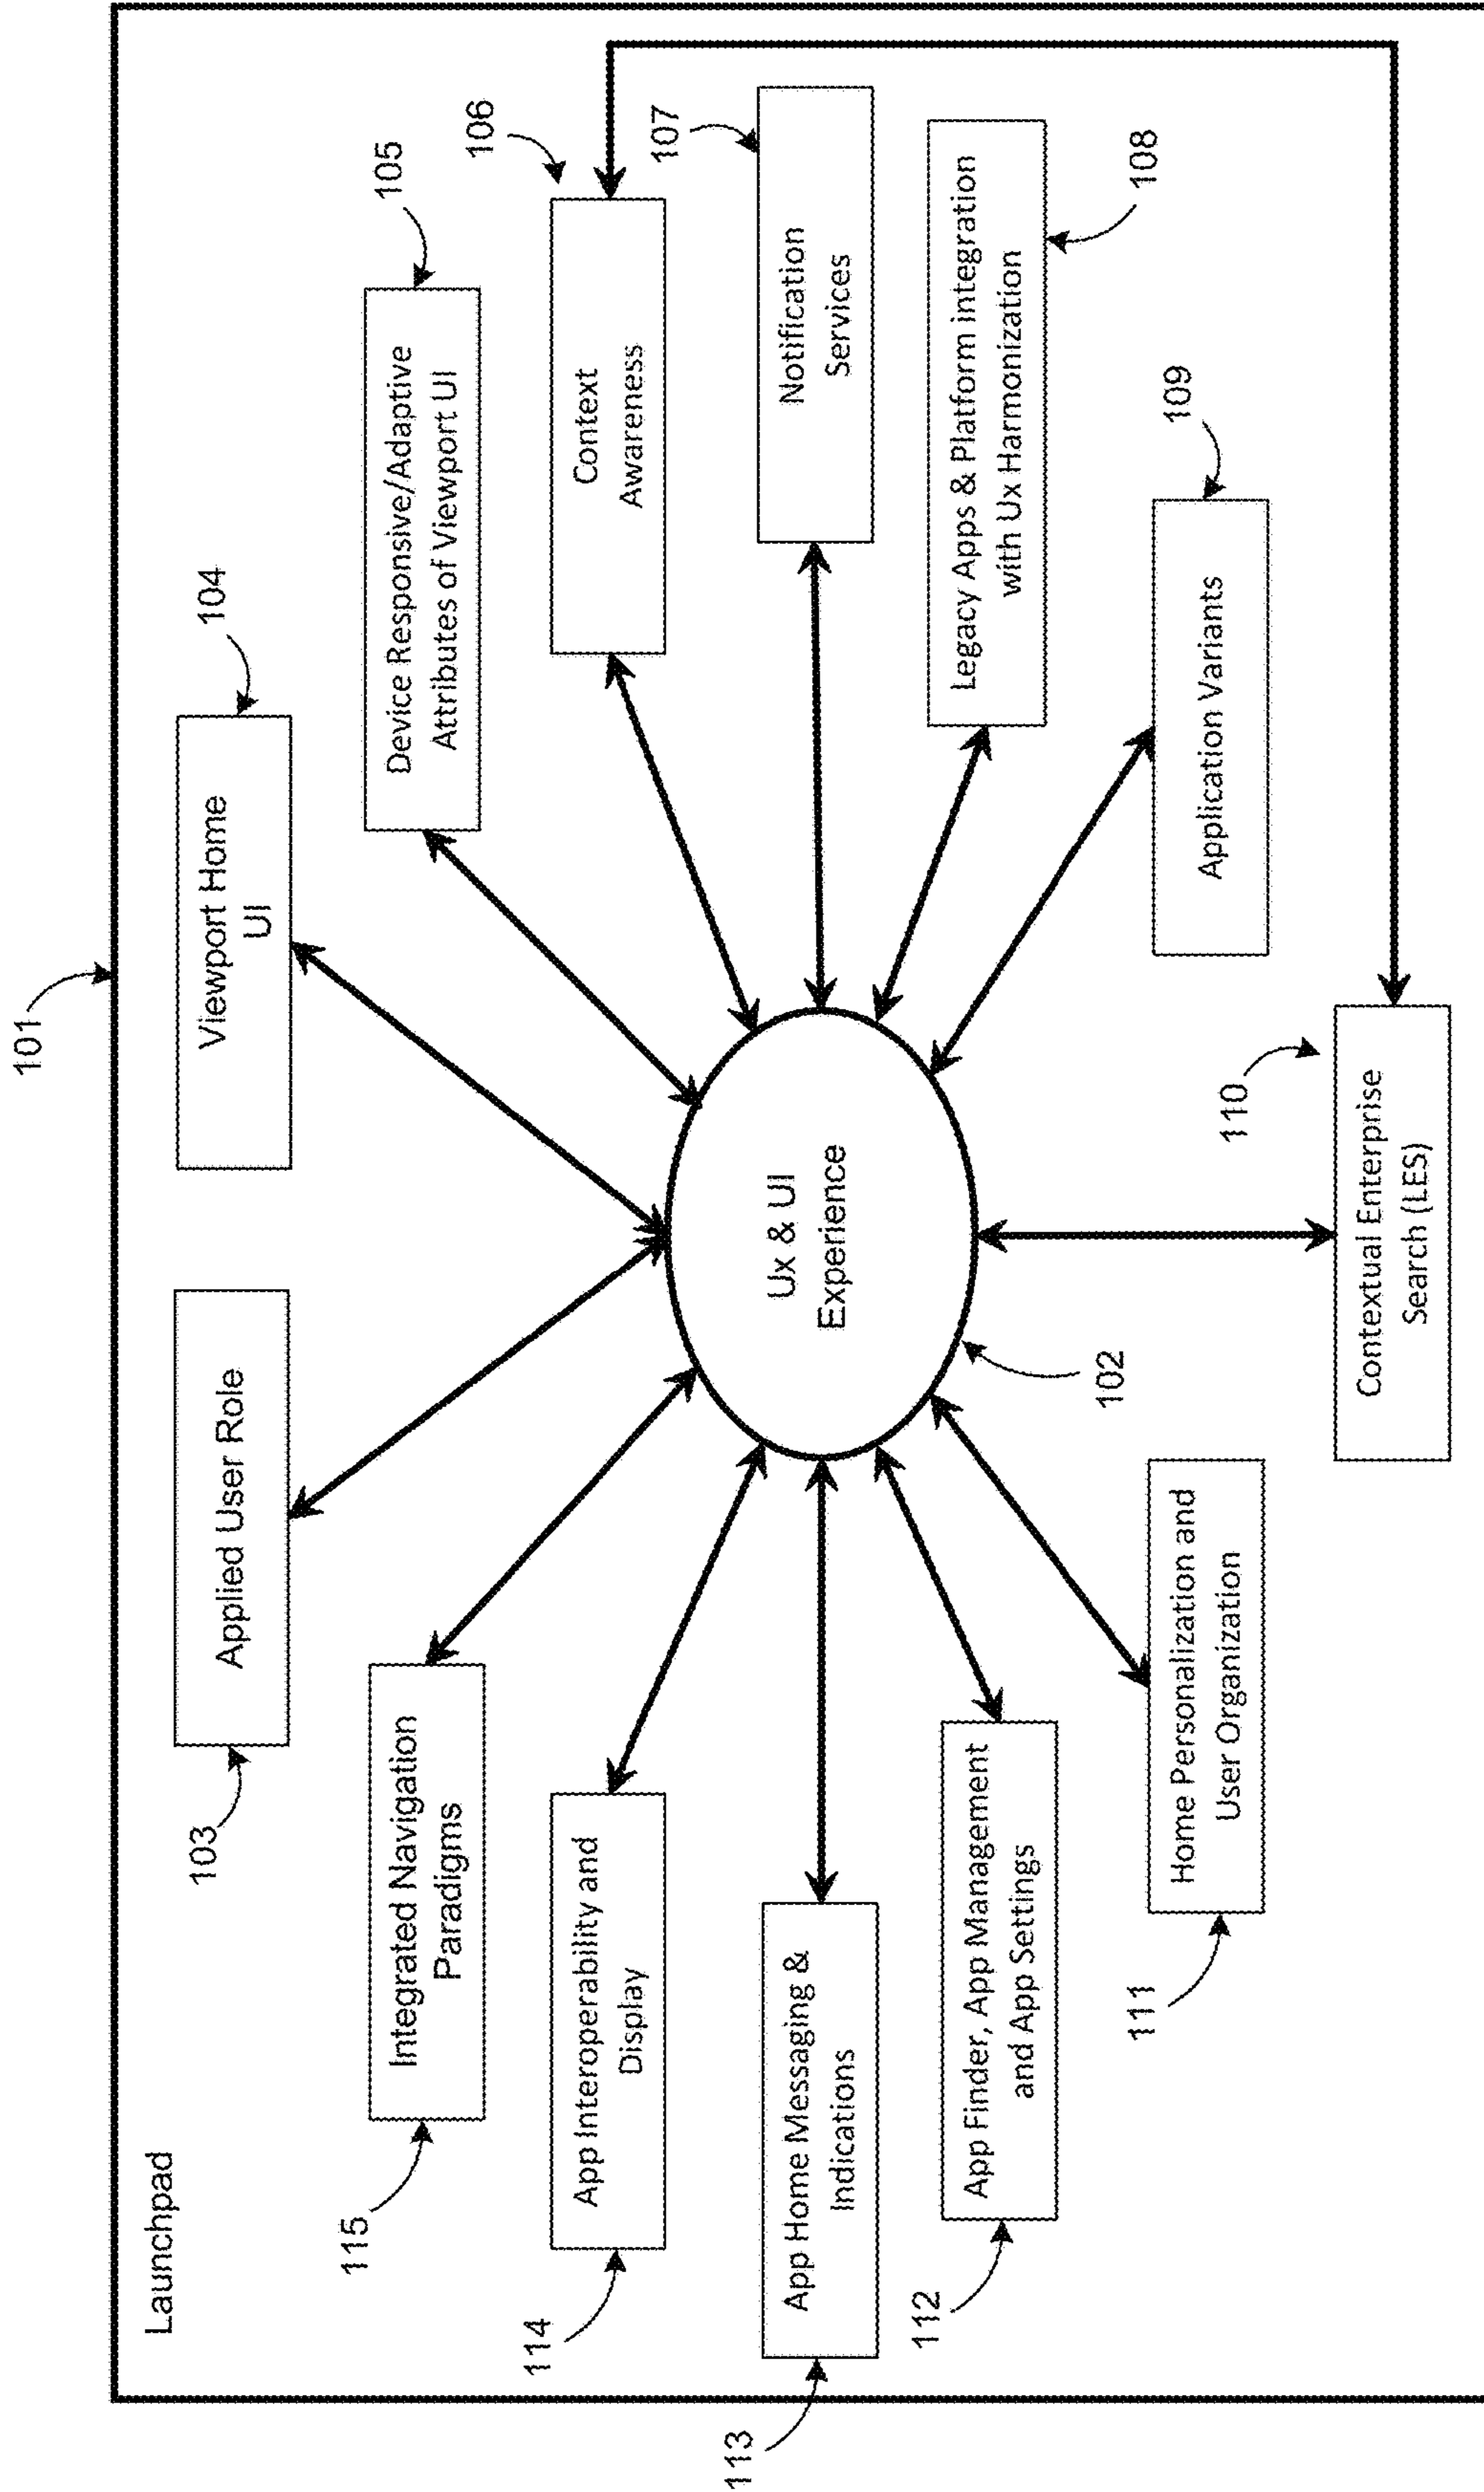 101
Launchpad
103
Applied User Role
Viewport Home
UI
104
115
Integrated Navigation
Paradigms
Device Responsive/Adaptive
Attributes of Viewport UI
105
114
App Interoperability and
Display
Context
Awareness
106
113
App Home Messaging &
Indications
Ux & UI
Experience
102
Notification
Services
107
112
App Finder, App Management
and App Settings
Legacy Apps & Platform integration
with Ux Harmonization
108
111
Home Personalization and
User Organization
Application Variants
109
110
Contextual Enterprise
Search (LES)